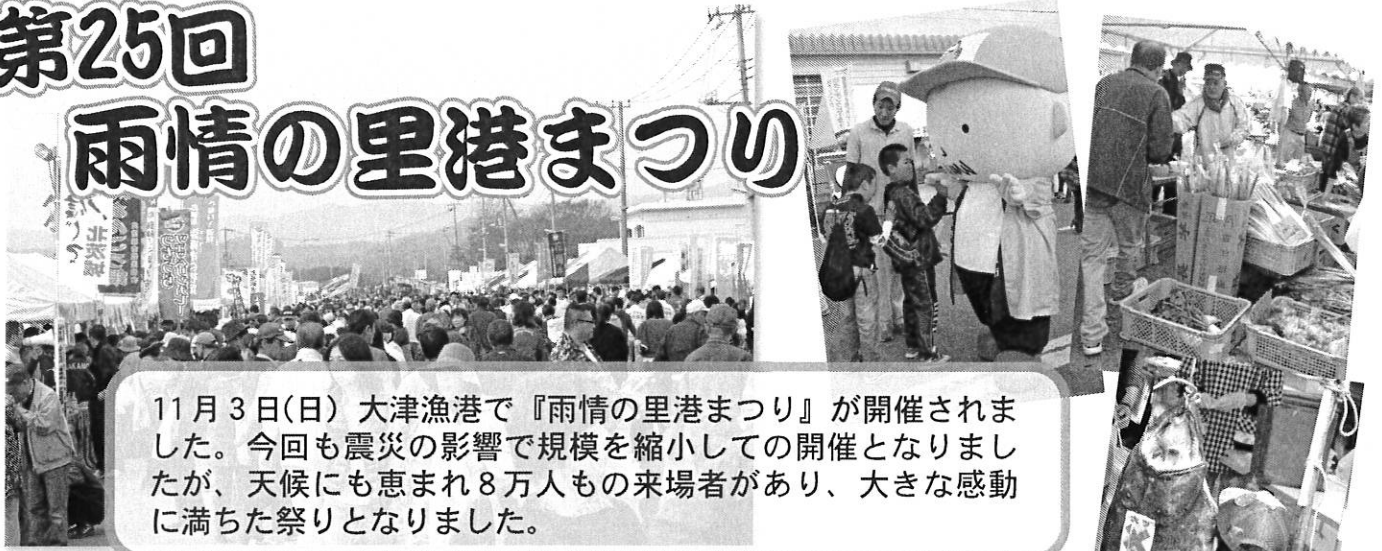 第25回
雨情の里港まつり
北茨城
11月3日(日) 大津漁港で『雨情の里港まつり』が開催されま
した。今回も震災の影響で規模を縮小しての開催となりまし
たが、天候にも恵まれ8万人もの来場者があり、大きな感動
に満ちた祭りとなりました。